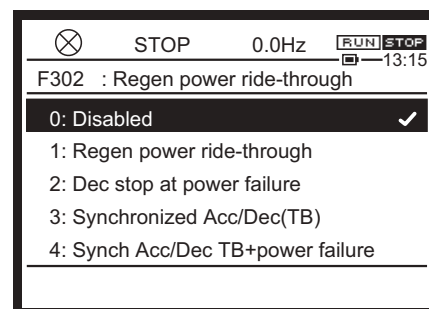 STOP 0.0Hz RUN STOP
13:15
F302 : Regen power ride-through
0: Disabled
1: Regen power ride-through
2: Dec stop at power failure
3: Synchronized Acc/Dec(TB)
4: Synch Acc/Dec TB+power failure